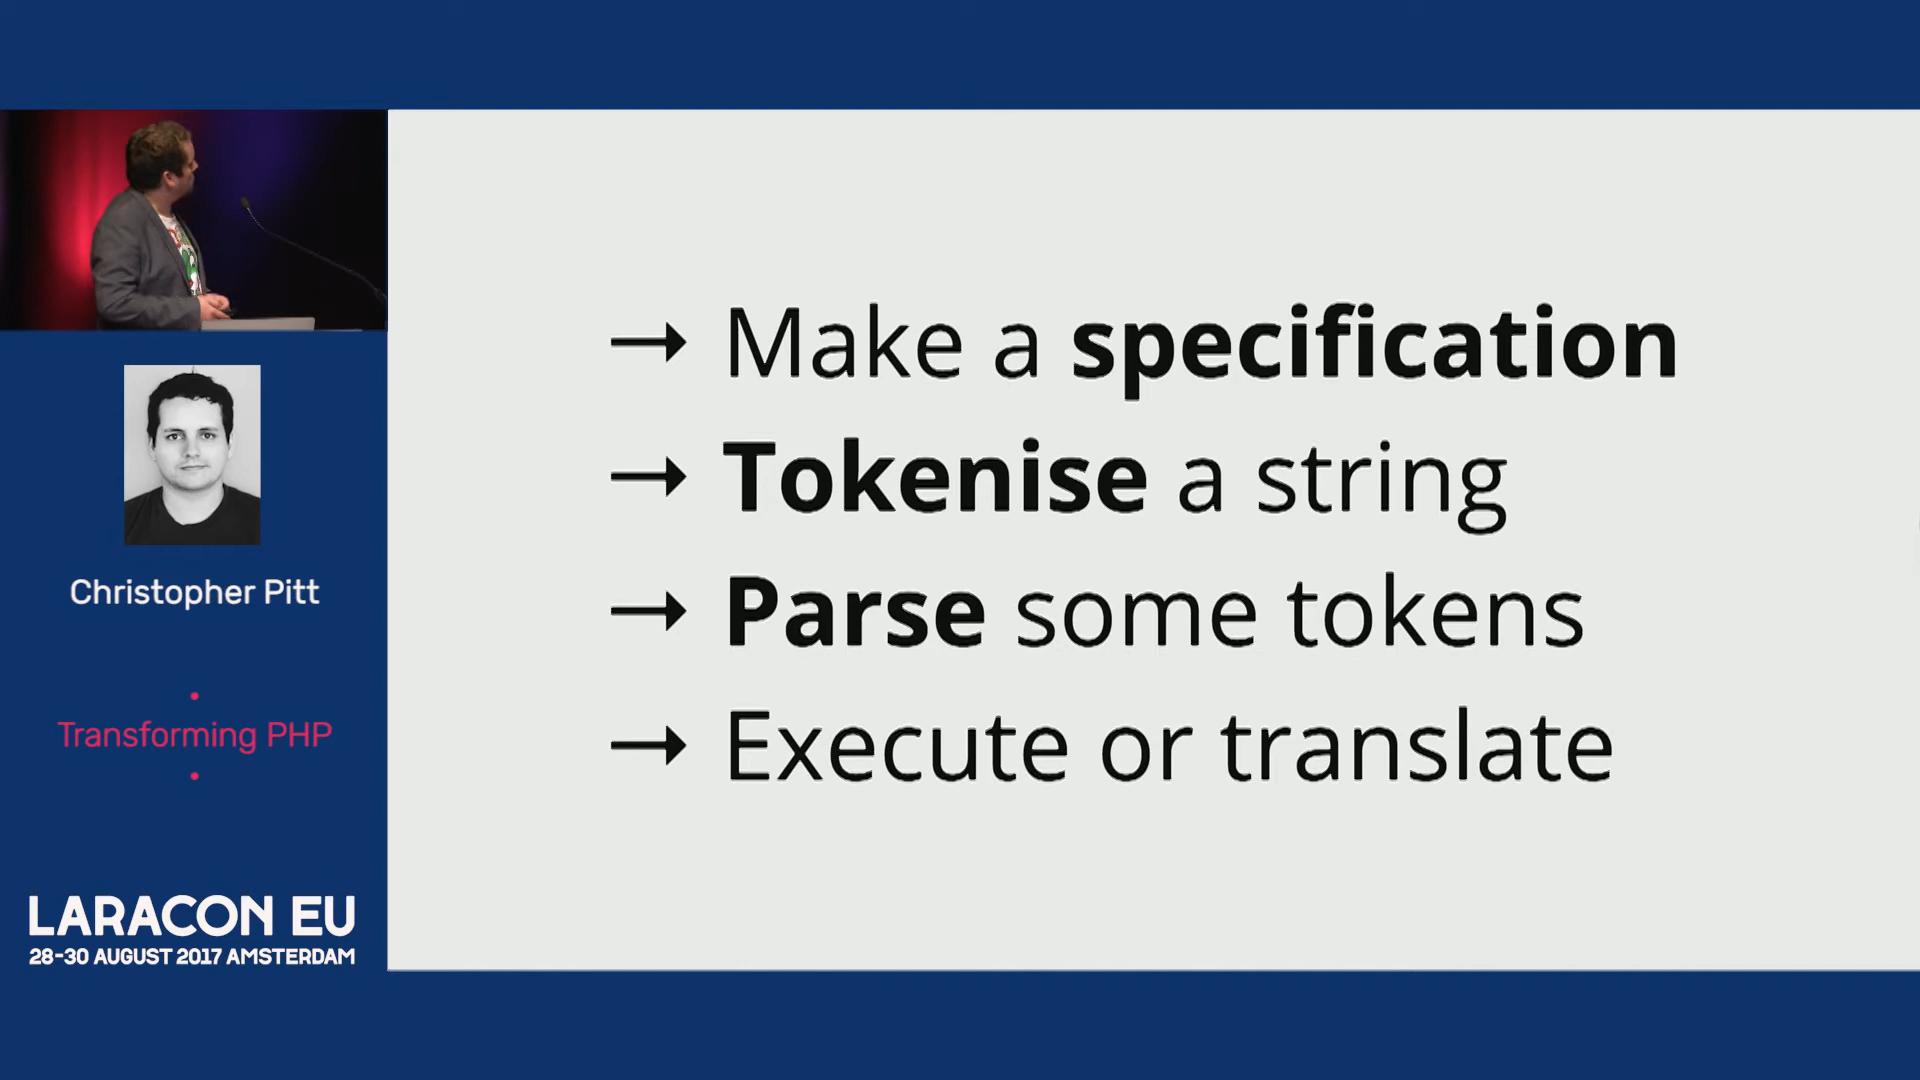 Christopher Pitt
Transforming PHP
LARACON EU
28-30 AUGUST 2017 AMSTERDAM
→ Make a specification
→ Tokenise a string
→ Parse some tokens
→ Execute or translate